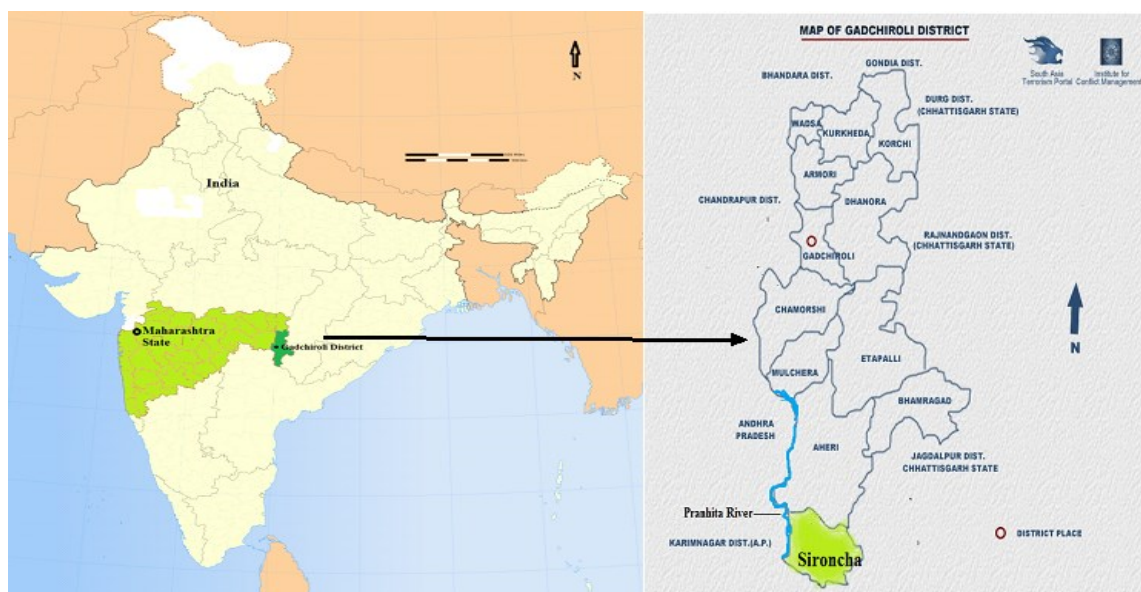 N
India
Maharashtra
State
Gadchiroli District
MAP OF GADCHIROLI DISTRICT
South Asia
Terrorism Portal
Institute for
Conflict Management
GONDIA DIST.
BHANDARA DIST.
DURG DIST.
(CHHATTISGARH STATE)
WADSA
KURKHEDA
KORCHI
ARMORI
CHANDRAPUR DIST.
DHANORA
RAJNANDGAON DIST.
(CHHATTISGARH STATE)
GADCHIROLI
CHAMORSHI
N
ETAPALLI
MULCHERA
BHAMRAGAD
ANDHRA
PRADESH
AHERI
JAGDALPUR DIST.
CHHATTISGARH STATE
Pranhita River
DISTRICT PLACE
KARIMNAGAR DIST.(A.P.)
Sironcha